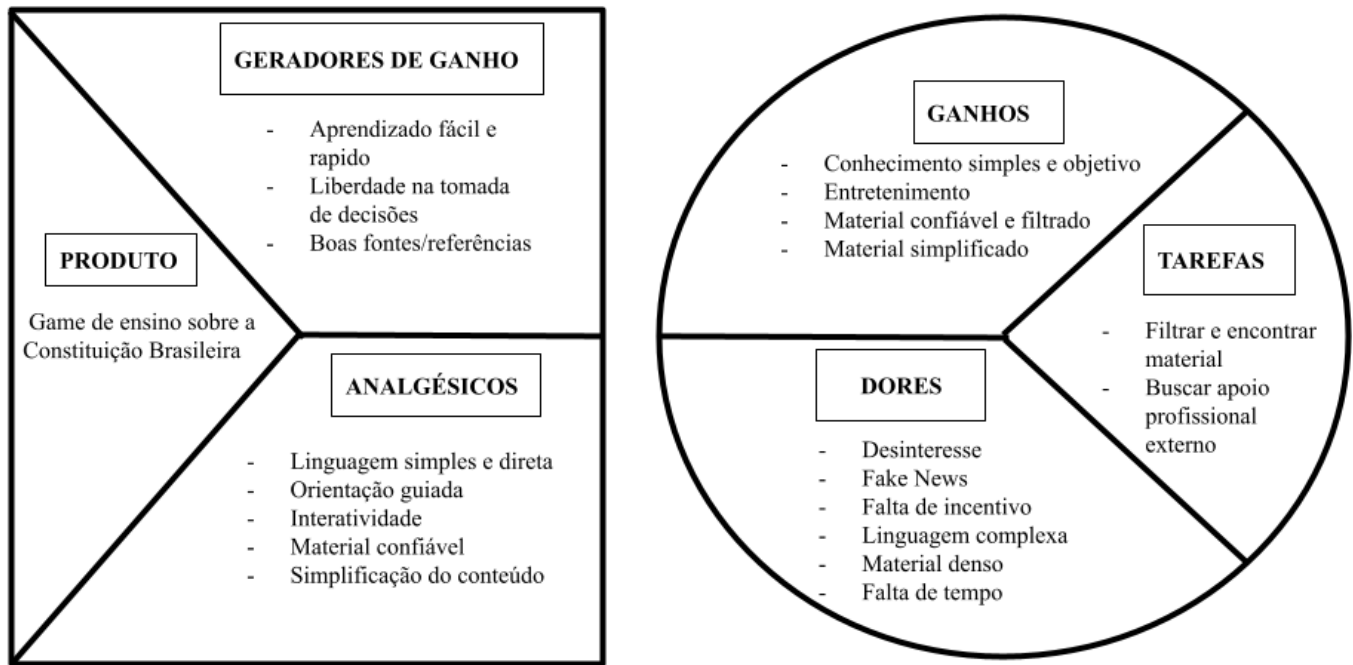 GERADORES DE GANHO
- Aprendizado fácil e
rapido
- Liberdade na tomada
de decisões
- Boas fontes/referências
PRODUTO
Game de ensino sobre a
Constituição Brasileira
ANALGÉSICOS
- Linguagem simples e direta
- Orientação guiada
- Interatividade
- Material confiável
- Simplificação do conteúdo
GANHOS
- Conhecimento simples e objetivo
- Entretenimento
- Material confiável e filtrado
- Material simplificado
TAREFAS
- Filtrar e encontrar
material
- Buscar apoio
profissional
externo
DORES
- Desinteresse
- Fake News
- Falta de incentivo
- Linguagem complexa
- Material denso
- Falta de tempo